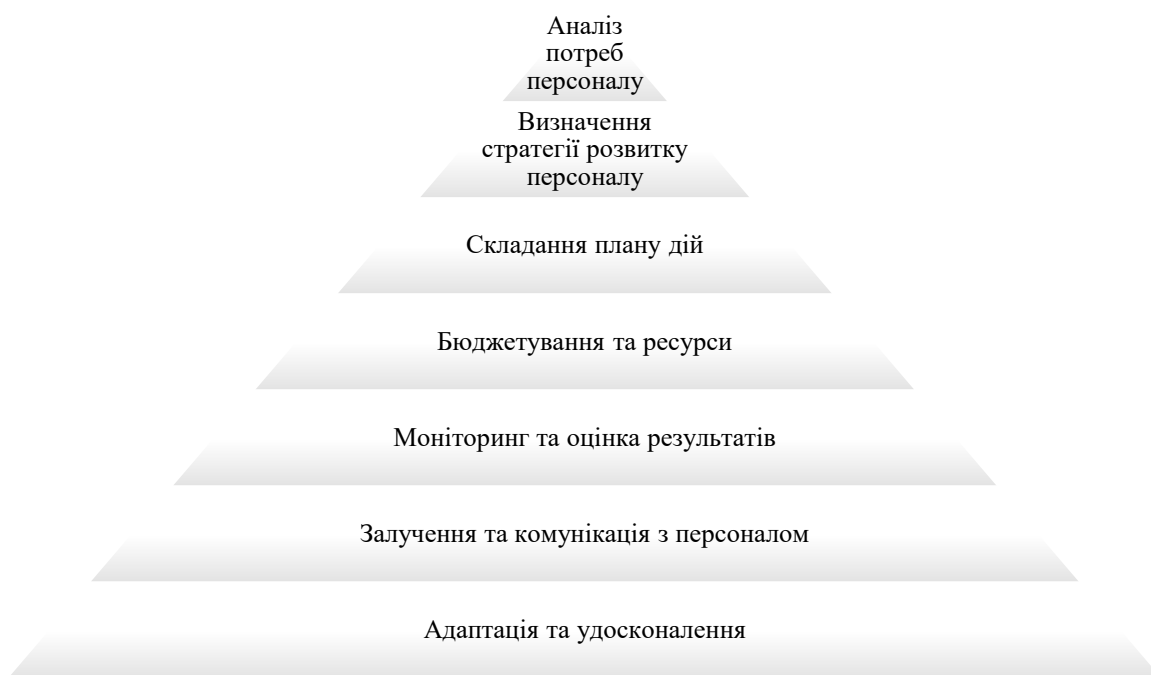 Аналіз
потреб
персоналу
Визначення
стратегії розвитку
персоналу
Складання плану дій
Бюджетування та ресурси
Моніторинг та оцінка результатів
Залучення та комунікація з персоналом
Адаптація та удосконалення